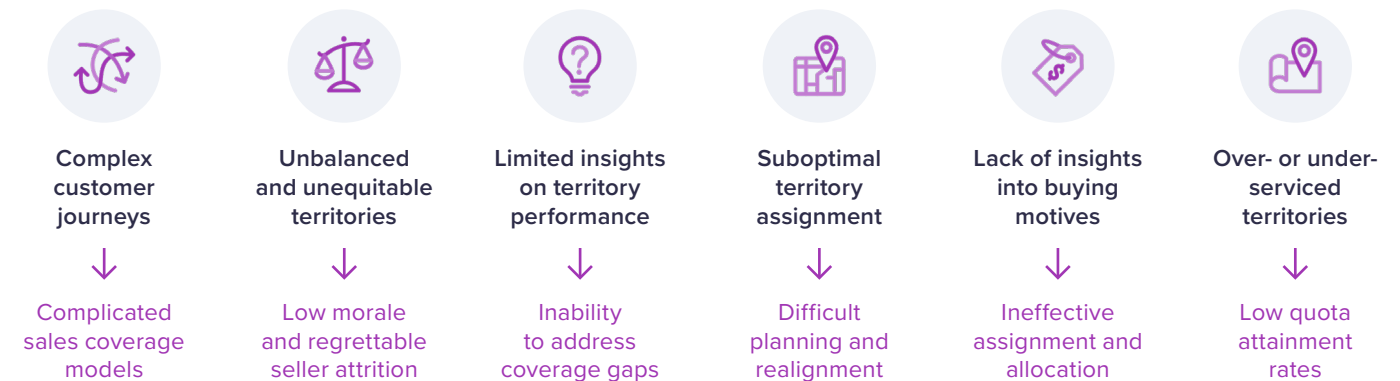 Complex
customer
journeys
Complicated
sales coverage
models
Unbalanced
and unequitable
territories
Low morale
and regrettable
seller attrition
Limited insights
on territory
performance
Inability
to address
coverage gaps
Suboptimal
territory
assignment
Difficult
planning and
realignment
Lack of insights
into buying
motives
Ineffective
assignment and
allocation
Over- or under-
serviced
territories
Low quota
attainment
rates